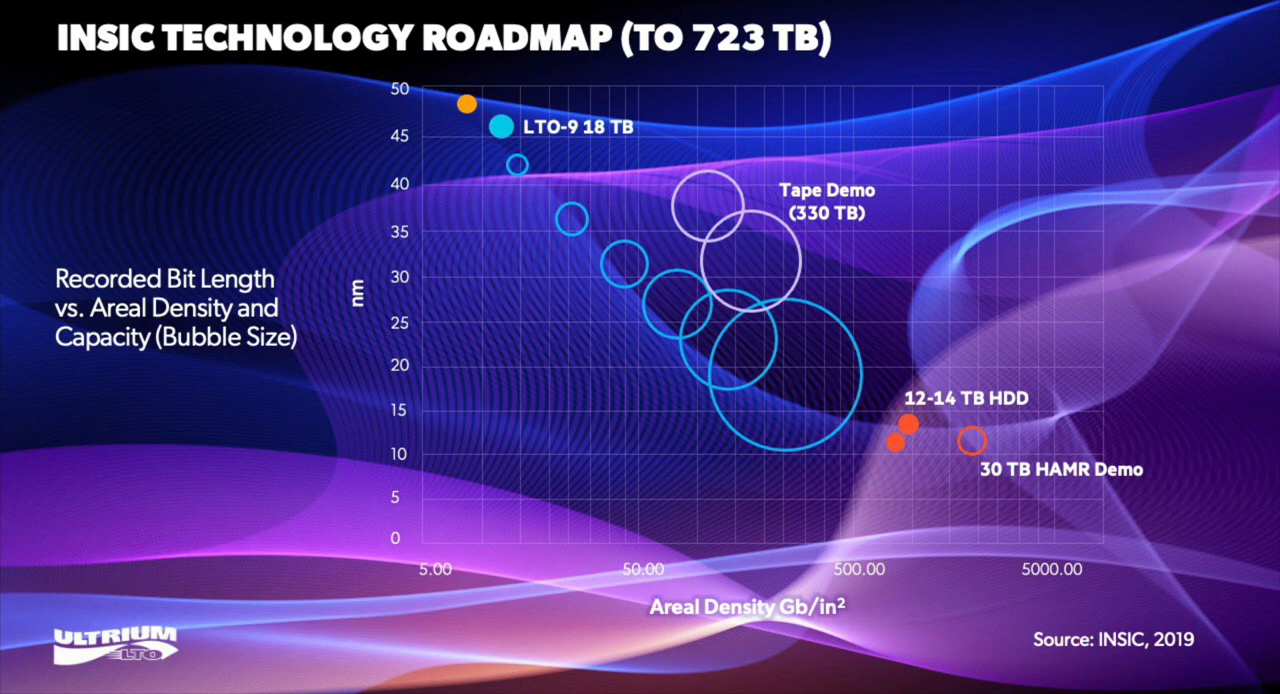 INSIC TECHNOLOGY ROADMAP (TO 723 TB)
Recorded Bit Length
vs. Areal Density and
Capacity (Bubble Size)
nm
50
45
40
35
30
25
20
15
10
5
0
LTO-9 18 TB
Tape Demo
(330 TB)
12-14 TB HDD
30 TB HAMR Demo
5.00
50.00
500.00
5000.00
Areal Density Gb/in²
ULTRIUM
LTO
Source: INSIC, 2019